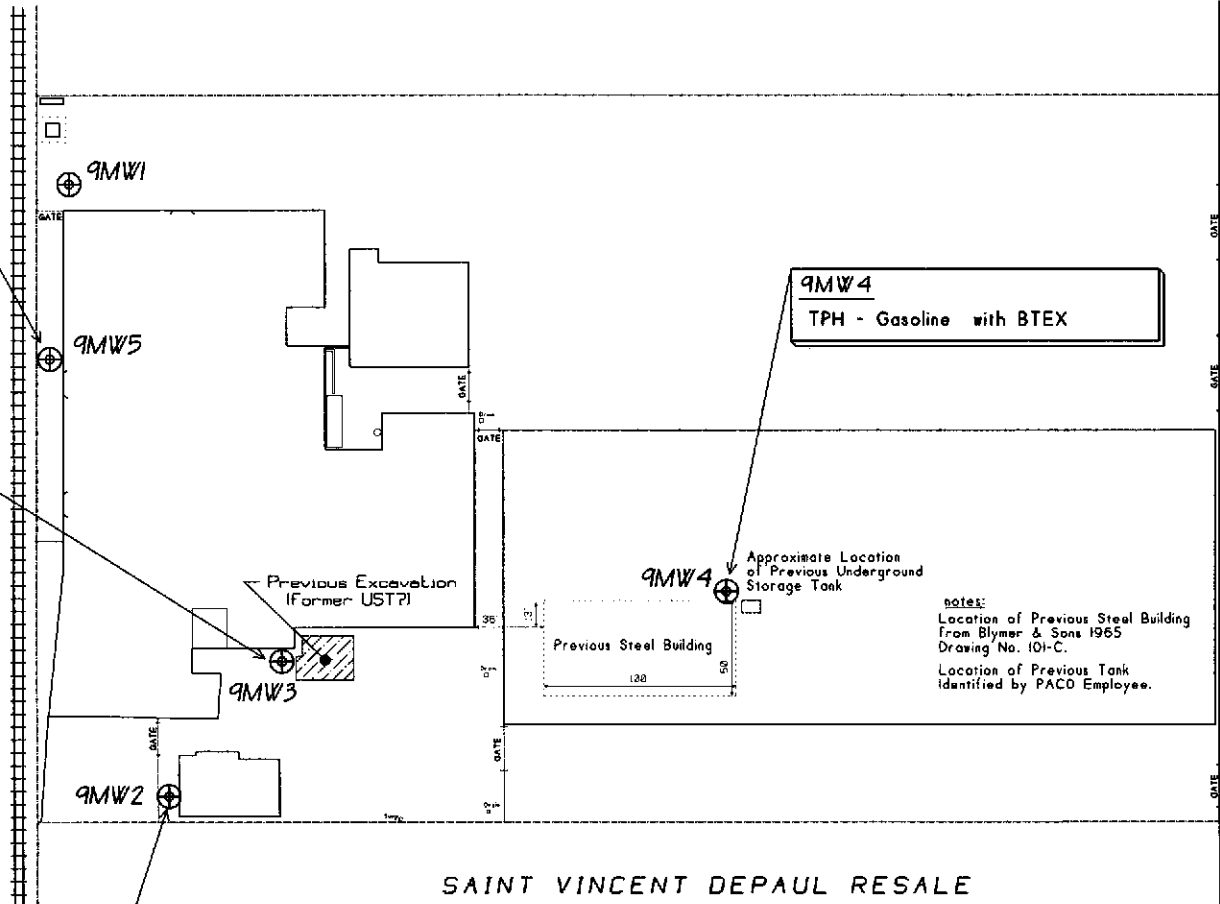 9MW1
GATE
GATE
9MW4
TPH - Gasoline with BTEX
9MW5
GATE
GATE
GATE
9MW4
Approximate Location
of Previous Underground
Storage Tank
Previous Excavation
(Former UST?)
notes:
Location of Previous Steel Building
From Blymer & Sons 1965
Drawing No. 101-C.
Location of Previous Tank
Identified by PACO Employee.
36
Previous Steel Building
50
9MW3
GATE
GATE
9MW2
GATE
SAINT VINCENT DEPAUL RESALE